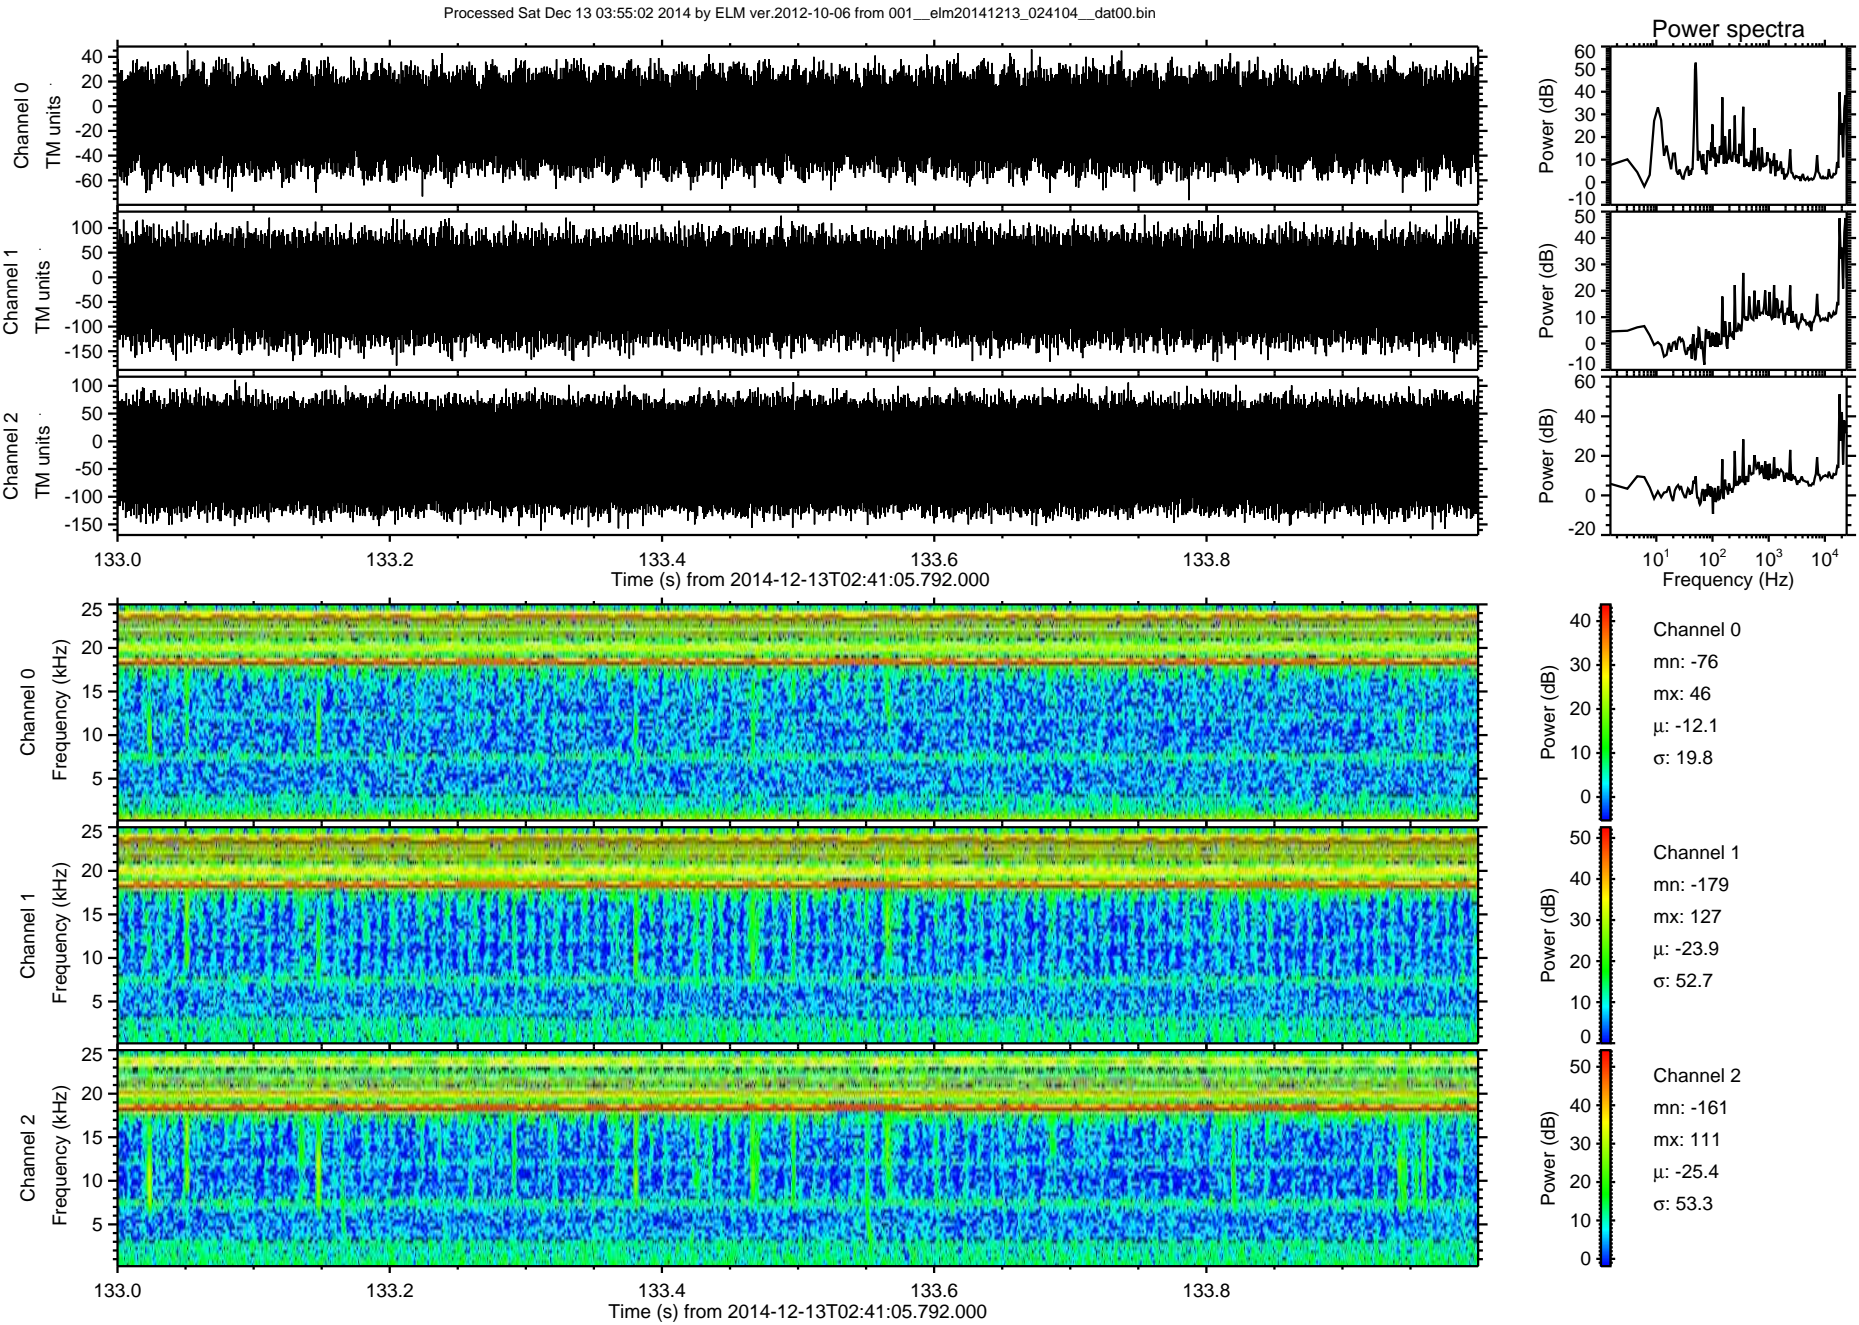 Processed Sat Dec 13 03:55:02 2014 by ELM ver.2012-10-06 from 001__elm20141213_024104__dat00.bin
Power spectra
Channel 0
TM units
40
20
0
-20
-40
-60
Power (dB)
60
50
40
30
20
10
0
-10
Channel 1
TM units
100
50
0
-50
-100
-150
Power (dB)
50
40
30
20
10
0
-10
Channel 2
TM units
100
50
0
-50
-100
-150
Power (dB)
60
40
20
0
-20
133.0 133.2 133.4 133.6 133.8
Time (s) from 2014-12-13T02:41:05.792.000
10^1 10^2 10^3 10^4
Frequency (Hz)
Channel 0
Frequency (kHz)
25
20
15
10
5
Power (dB)
40
30
20
10
0
Channel 0
mn: -76
mx: 46
μ: -12.1
σ: 19.8
Channel 1
Frequency (kHz)
25
20
15
10
5
Power (dB)
50
40
30
20
10
0
Channel 1
mn: -179
mx: 127
μ: -23.9
σ: 52.7
Channel 2
Frequency (kHz)
25
20
15
10
5
Power (dB)
50
40
30
20
10
0
Channel 2
mn: -161
mx: 111
μ: -25.4
σ: 53.3
133.0 133.2 133.4 133.6 133.8
Time (s) from 2014-12-13T02:41:05.792.000